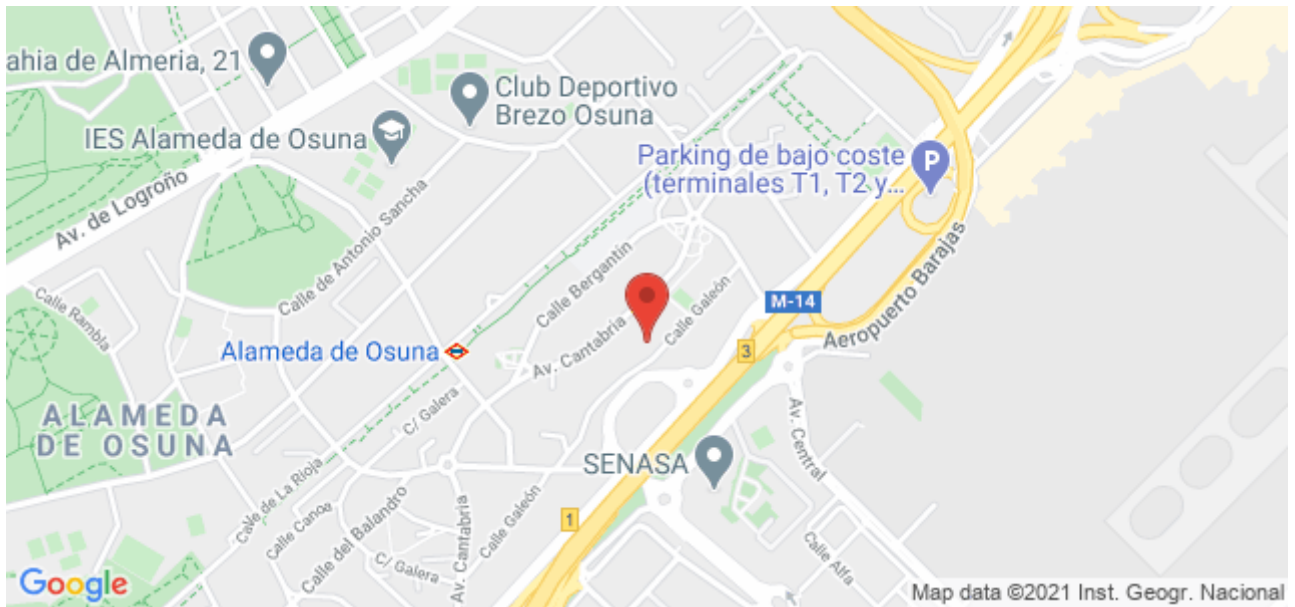 ahia de Almeria, 21
Club Deportivo
Brezo Osuna
IES Alameda de Osuna
Parking de bajo coste
(terminales T1, T2 y...
P
Av. de Logroño
Calle de Antonio Sancha
Calle Rambla
Calle Bergantín
Av. Cantabria
Calle Galeón
M-14
Aeropuerto Barajas
3
Alameda de Osuna
ALAMEDA
DE OSUNA
C/ Galera
Av. Central
SENASA
Calle de La Rioja
Calle Canoe
Calle del Balandro
C/ Galera
Av. Cantabria
Calle Galeón
1
Calle Alfa
Google
Map data ©2021 Inst. Geogr. Nacional